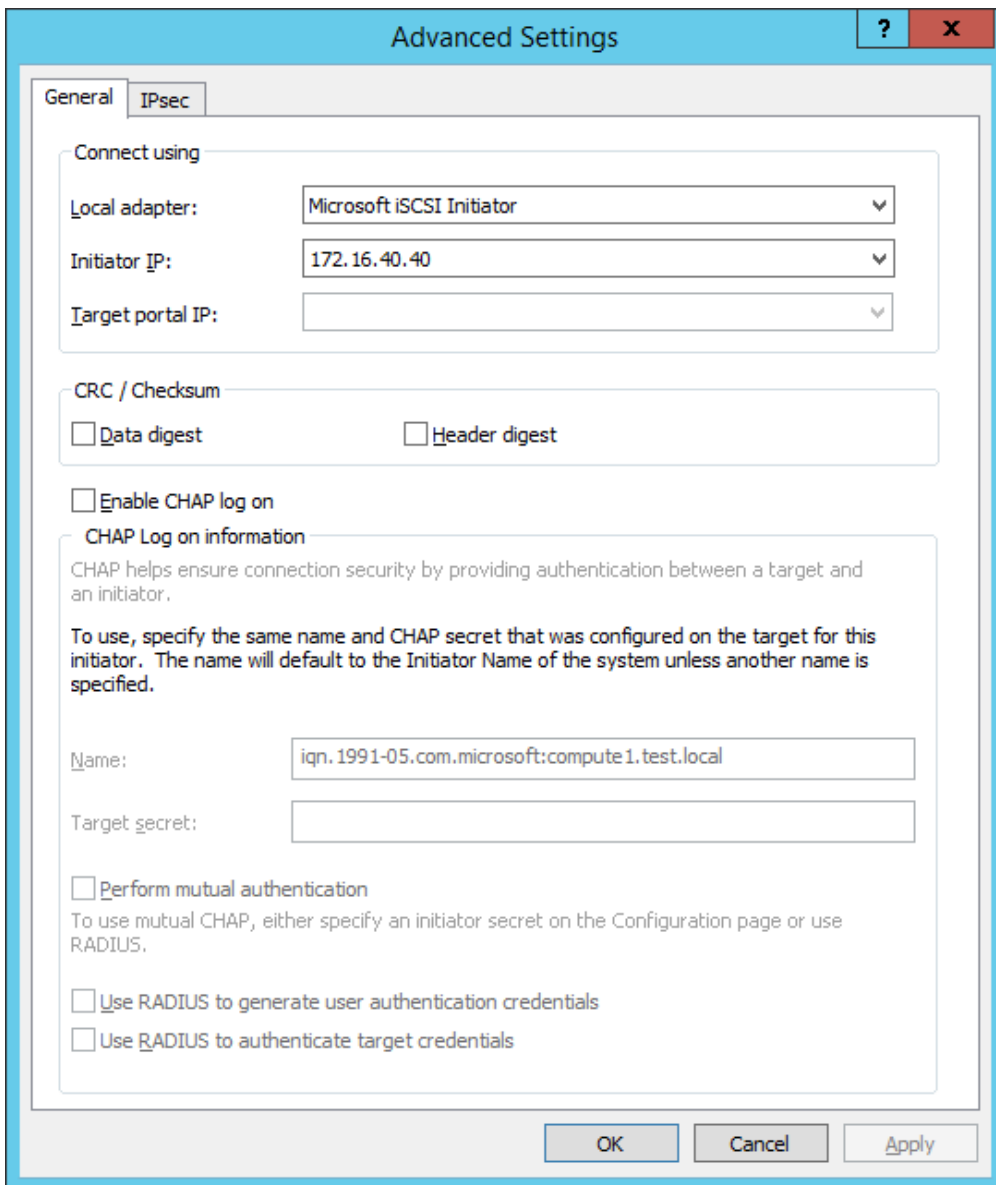 Advanced Settings
?
x
General
IPsec
Connect using
Local adapter:
Microsoft iSCSI Initiator
Initiator IP:
172.16.40.40
Target portal IP:
CRC / Checksum
Data digest
Header digest
Enable CHAP log on
CHAP Log on information
CHAP helps ensure connection security by providing authentication between a target and
an initiator.
To use, specify the same name and CHAP secret that was configured on the target for this
initiator.  The name will default to the Initiator Name of the system unless another name is
specified.
Name:
iqn.1991-05.com.microsoft:compute1.test.local
Target secret:
Perform mutual authentication
To use mutual CHAP, either specify an initiator secret on the Configuration page or use
RADIUS.
Use RADIUS to generate user authentication credentials
Use RADIUS to authenticate target credentials
OK
Cancel
Apply